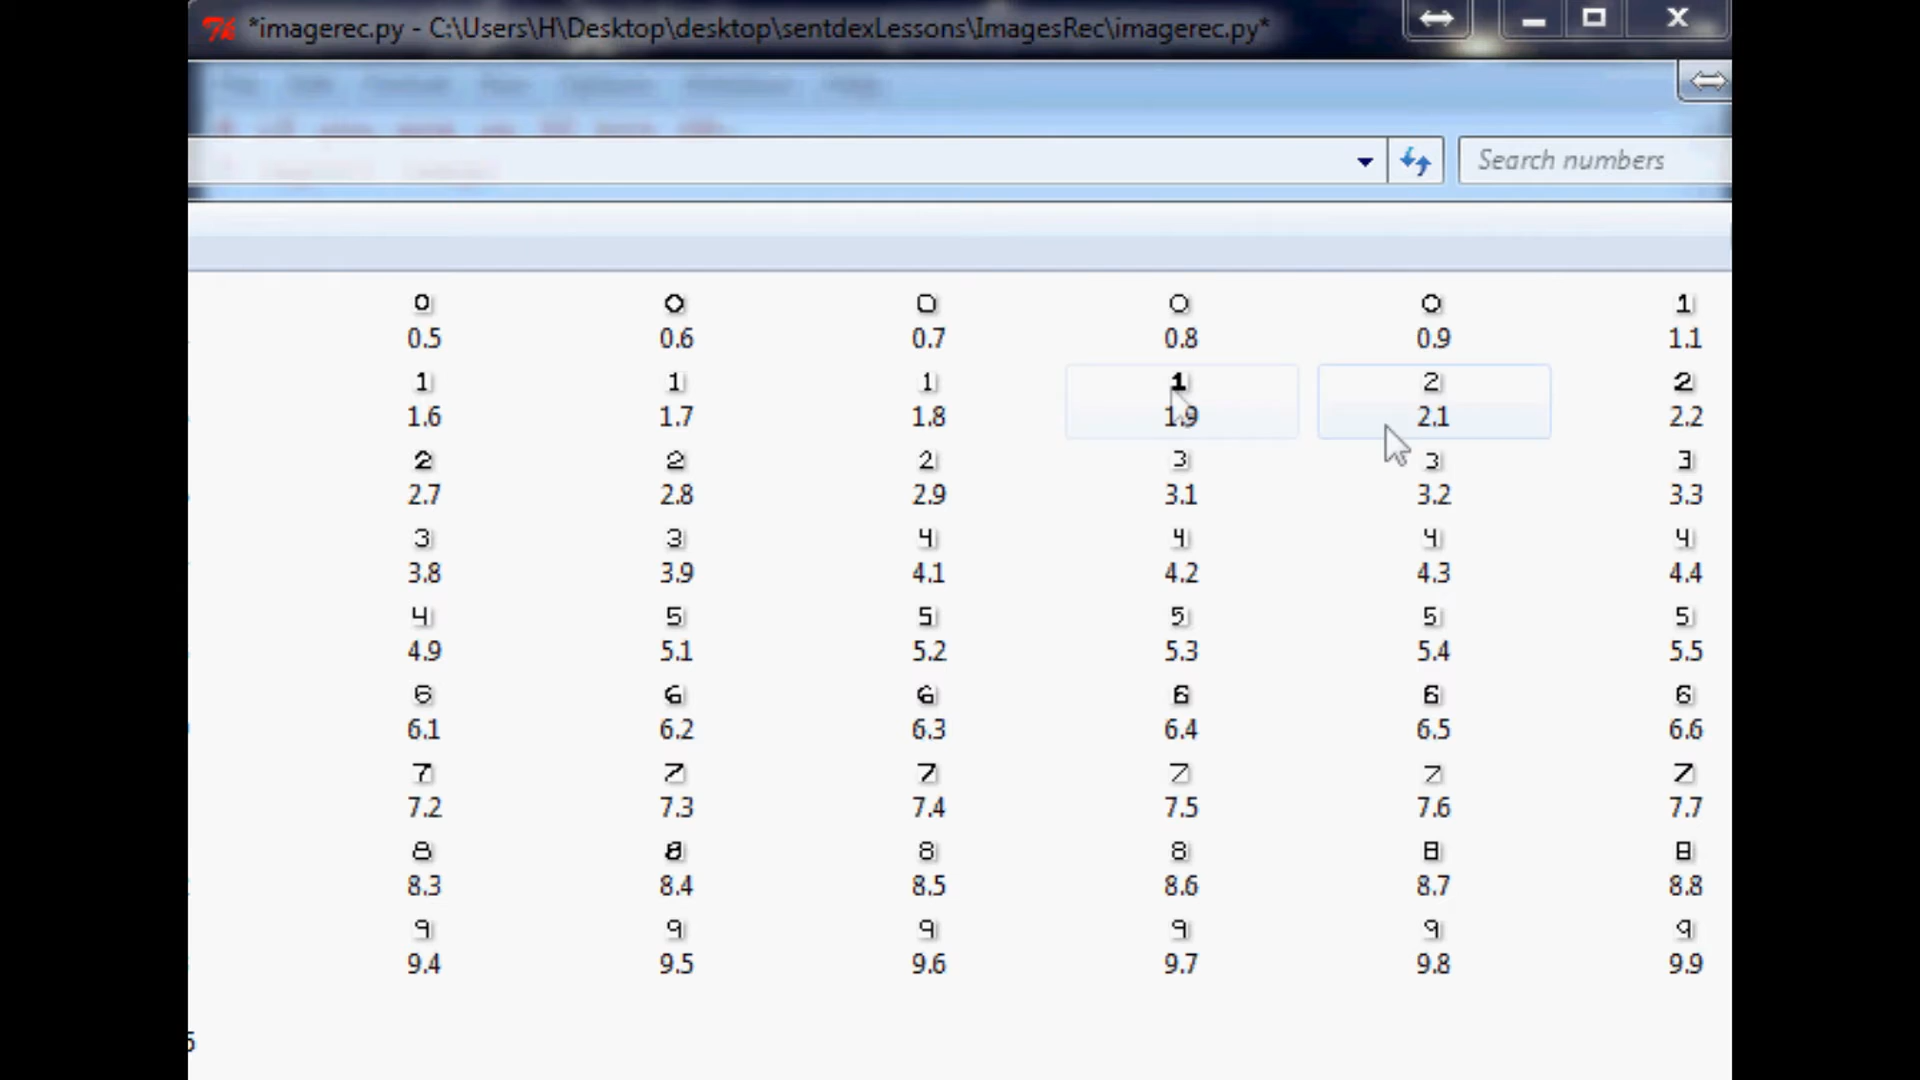 *imagerec.py - C:\Users\H\Desktop\desktop\sentdexLessons\ImagesRec\imagerec.py*
File Edit Format Run Options Windows Help
Search numbers
0 0 0 0 0 1
0.5 0.6 0.7 0.8 0.9 1.1
1 1 1 1 2 2
1.6 1.7 1.8 1.9 2.1 2.2
2 2 2 3 3 3
2.7 2.8 2.9 3.1 3.2 3.3
3 3 4 4 4 4
3.8 3.9 4.1 4.2 4.3 4.4
4 5 5 5 5 5
4.9 5.1 5.2 5.3 5.4 5.5
6 6 6 6 6 6
6.1 6.2 6.3 6.4 6.5 6.6
7 7 7 7 7 7
7.2 7.3 7.4 7.5 7.6 7.7
8 8 8 8 8 8
8.3 8.4 8.5 8.6 8.7 8.8
9 9 9 9 9 9
9.4 9.5 9.6 9.7 9.8 9.9